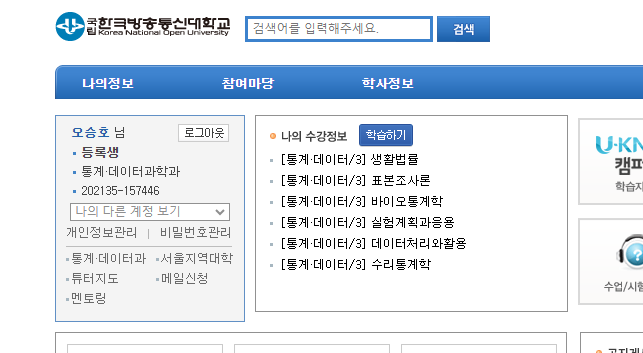 국립 한국방송통신대학교
Korea National Open University
검색어를 입력해주세요.
검색
나의정보 참여마당 학사정보
오승호 님 로그아웃
등록생
통계·데이터과학과
202135-157446
나의 다른 계정 보기
개인정보관리 | 비밀번호관리
통계·데이터과 서울지역대학
튜터지도 메일신청
멘토링
나의 수강정보 학습하기
[통계·데이터/3] 생활법률
[통계·데이터/3] 표본조사론
[통계·데이터/3] 바이오통계학
[통계·데이터/3] 실험계획과응용
[통계·데이터/3] 데이터처리와활용
[통계·데이터/3] 수리통계학
U-KN
캠퍼
학습자
수업/시험